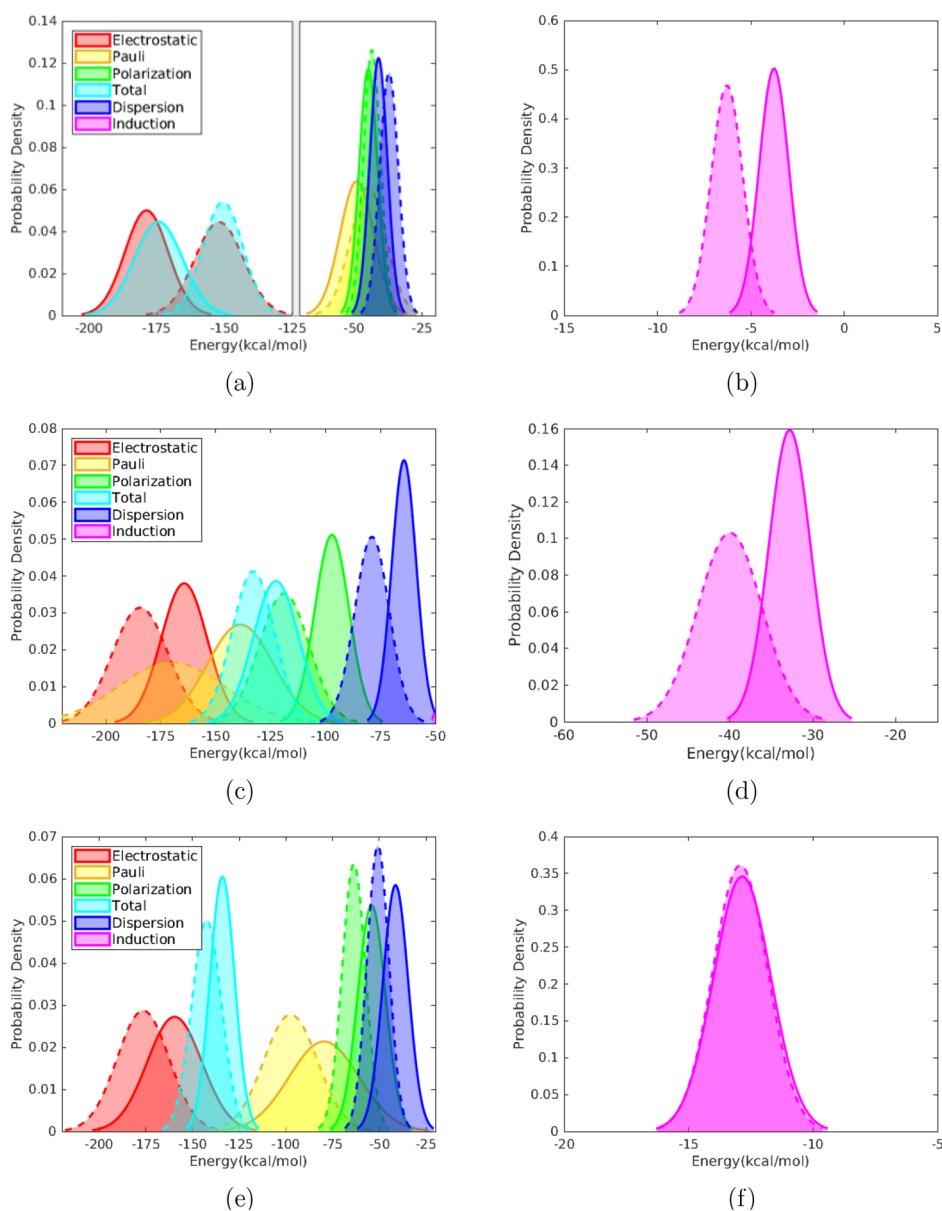 0.14
0.12
0.1
0.08
0.06
0.04
0.02
0
Probability Density
Electrostatic
Pauli
Polarization
Total
Dispersion
Induction
-200 -175 -150 -125 -50 -25
Energy(kcal/mol)
(a)
0.6
0.5
0.4
0.3
0.2
0.1
0
Probability Density
-15 -10 -5 0 5
Energy(kcal/mol)
(b)
0.08
0.07
0.06
0.05
0.04
0.03
0.02
0.01
0
Probability Density
Electrostatic
Pauli
Polarization
Total
Dispersion
Induction
-200 -175 -150 -125 -100 -75 -50
Energy(kcal/mol)
(c)
0.16
0.14
0.12
0.1
0.08
0.06
0.04
0.02
0
Probability Density
-60 -50 -40 -30 -20
Energy(kcal/mol)
(d)
0.07
0.06
0.05
0.04
0.03
0.02
0.01
0
Probability Density
Electrostatic
Pauli
Polarization
Total
Dispersion
Induction
-200 -175 -150 -125 -100 -75 -50 -25
Energy(kcal/mol)
(e)
0.4
0.35
0.3
0.25
0.2
0.15
0.1
0.05
0
Probability Density
-20 -15 -10 -5
Energy(kcal/mol)
(f)